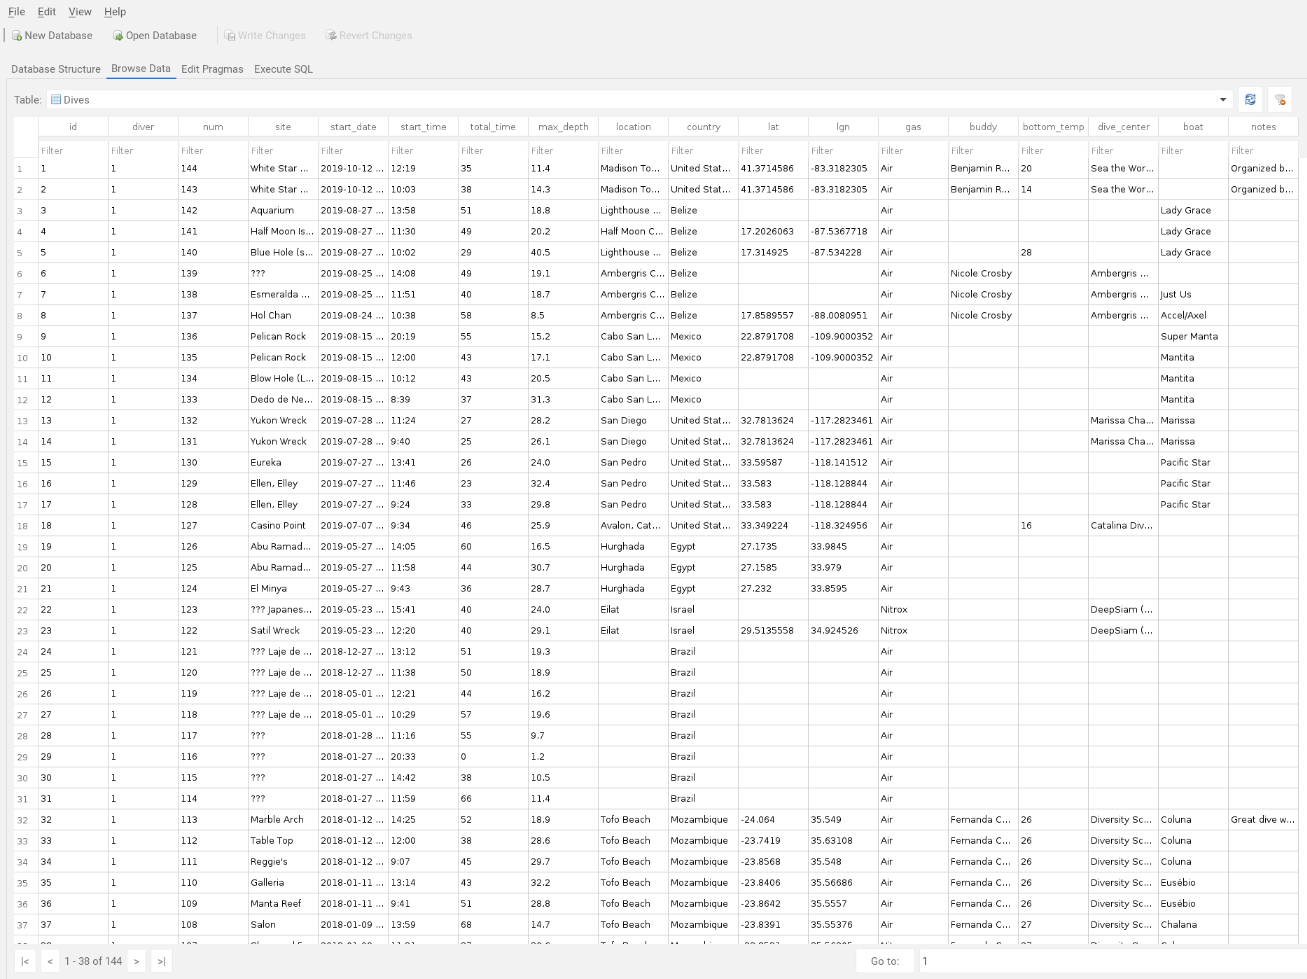 File Edit View Help
New Database Open Database Write Changes Revert Changes
Database Structure Browse Data Edit Pragmas Execute SQL
Table: Dives
id diver num site start_date start_time total_time max_depth location country lat lgn gas buddy bottom_temp dive_center boat notes
Filter Filter Filter Filter Filter Filter Filter Filter Filter Filter Filter Filter Filter Filter Filter Filter Filter Filter
1 1 1 144 White Star ... 2019-10-12 ... 12:19 35 11.4 Madison To... United Stat... 41.3714586 -83.3182305 Air Benjamin R... 20 Sea the Wor... Organized b...
2 2 1 143 White Star ... 2019-10-12 ... 10:03 38 14.3 Madison To... United Stat... 41.3714586 -83.3182305 Air Benjamin R... 14 Sea the Wor... Organized b...
3 3 1 142 Aquarium 2019-08-27 ... 13:58 51 18.8 Lighthouse ... Belize Air Lady Grace
4 4 1 141 Half Moon Is... 2019-08-27 ... 11:30 49 20.2 Half Moon C... Belize 17.2026063 -87.5367718 Air Lady Grace
5 5 1 140 Blue Hole [s... 2019-08-27 ... 10:02 29 40.5 Lighthouse ... Belize 17.314925 -87.534228 Air 28 Lady Grace
6 6 1 139 ??? 2019-08-25 ... 14:08 49 19.1 Ambergris C... Belize Air Nicole Crosby Ambergris ...
7 7 1 138 Esmeralda ... 2019-08-25 ... 11:51 40 18.7 Ambergris C... Belize Air Nicole Crosby Ambergris ... Just Us
8 8 1 137 Hol Chan 2019-08-24 ... 10:38 58 8.5 Ambergris C... Belize 17.8589557 -88.0080951 Air Nicole Crosby Ambergris ... Accel/Axel
9 9 1 136 Pelican Rock 2019-08-15 ... 20:19 55 15.2 Cabo San L... Mexico 22.8791708 -109.9000352 Air Super Manta
10 10 1 135 Pelican Rock 2019-08-15 ... 12:00 43 17.1 Cabo San L... Mexico 22.8791708 -109.9000352 Air Mantita
11 11 1 134 Blow Hole (L... 2019-08-15 ... 10:12 43 20.5 Cabo San L... Mexico Air Mantita
12 12 1 133 Dedo de Ne... 2019-08-15 ... 8:39 37 31.3 Cabo San L... Mexico Air Mantita
13 13 1 132 Yukon Wreck 2019-07-28 ... 11:24 27 28.2 San Diego United Stat... 32.7813624 -117.2823461 Air Marissa Cha... Marissa
14 14 1 131 Yukon Wreck 2019-07-28 ... 9:40 25 26.1 San Diego United Stat... 32.7813624 -117.2823461 Air Marissa Cha... Marissa
15 15 1 130 Eureka 2019-07-27 ... 13:41 26 24.0 San Pedro United Stat... 33.59587 -118.141512 Air Pacific Star
16 16 1 129 Ellen, Elley 2019-07-27 ... 11:46 23 32.4 San Pedro United Stat... 33.583 -118.128844 Air Pacific Star
17 17 1 128 Ellen, Elley 2019-07-27 ... 9:24 33 29.8 San Pedro United Stat... 33.583 -118.128844 Air Pacific Star
18 18 1 127 Casino Point 2019-07-07 ... 9:34 46 25.9 Avalon, Cat... United Stat... 33.349224 -118.324956 Air 16 Catalina Div...
19 19 1 126 Abu Ramad... 2019-05-27 ... 14:05 60 16.5 Hurghada Egypt 27.1735 33.9845 Air
20 20 1 125 Abu Ramad... 2019-05-27 ... 11:58 44 30.7 Hurghada Egypt 27.1585 33.979 Air
21 21 1 124 El Minya 2019-05-27 ... 9:43 36 28.7 Hurghada Egypt 27.232 33.8595 Air
22 22 1 123 ??? Japanes... 2019-05-23 ... 15:41 40 24.0 Eilat Israel Nitrox DeepSiam (...
23 23 1 122 Satil Wreck 2019-05-23 ... 12:20 40 29.1 Eilat Israel 29.5135558 34.924526 Nitrox DeepSiam (...
24 24 1 121 ??? Laje de ... 2018-12-27 ... 13:12 51 19.3 Brazil Air
25 25 1 120 ??? Laje de ... 2018-12-27 ... 11:38 50 18.9 Brazil Air
26 26 1 119 ??? Laje de ... 2018-05-01 ... 12:21 44 16.2 Brazil Air
27 27 1 118 ??? Laje de ... 2018-05-01 ... 10:29 57 19.6 Brazil Air
28 28 1 117 ??? 2018-01-28 ... 11:16 55 9.7 Brazil Air
29 29 1 116 ??? 2018-01-27 ... 20:33 0 1.2 Brazil Air
30 30 1 115 ??? 2018-01-27 ... 14:42 38 10.5 Brazil Air
31 31 1 114 ??? 2018-01-27 ... 11:59 66 11.4 Brazil Air
32 32 1 113 Marble Arch 2018-01-12 ... 14:25 52 18.9 Tofo Beach Mozambique -24.064 35.549 Air Fernanda C... 26 Diversity Sc... Coluna Great dive w...
33 33 1 112 Table Top 2018-01-12 ... 12:00 38 28.6 Tofo Beach Mozambique -23.7419 35.63108 Air Fernanda C... 26 Diversity Sc... Coluna
34 34 1 111 Reggie's 2018-01-12 ... 9:07 45 29.7 Tofo Beach Mozambique -23.8568 35.548 Air Fernanda C... 26 Diversity Sc... Coluna
35 35 1 110 Galleria 2018-01-11 ... 13:14 43 32.2 Tofo Beach Mozambique -23.8406 35.56686 Air Fernanda C... 26 Diversity Sc... Eusébio
36 36 1 109 Manta Reef 2018-01-11 ... 9:41 51 28.8 Tofo Beach Mozambique -23.8642 35.5557 Air Fernanda C... 26 Diversity Sc... Eusébio
37 37 1 108 Salon 2018-01-09 ... 13:59 68 14.7 Tofo Beach Mozambique -23.8391 35.55376 Air Fernanda C... 27 Diversity Sc... Chalana
|< < 1 - 38 of 144 > >| Go to: 1